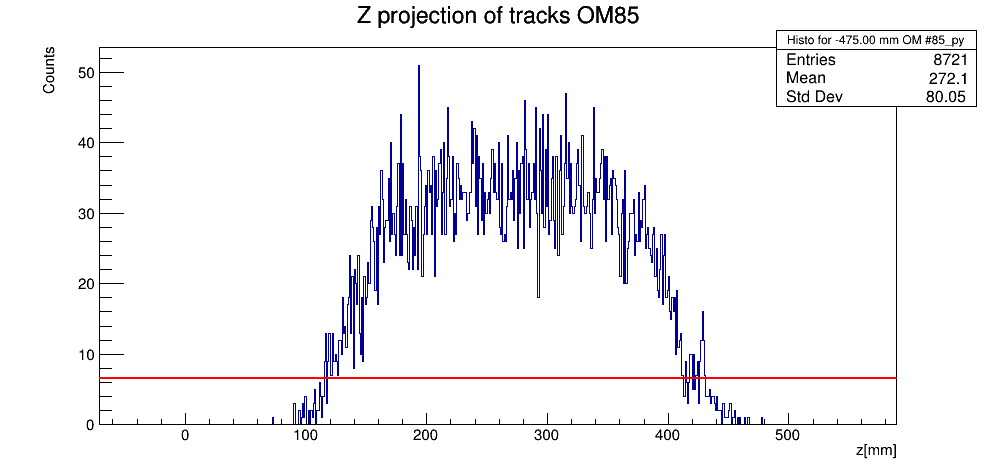 Z projection of tracks OM85
Histo for -475.00 mm OM #85_py
Entries 8721
Mean 272.1
Std Dev 80.05
Counts
50
40
30
20
10
0
0 100 200 300 400 500
z[mm]